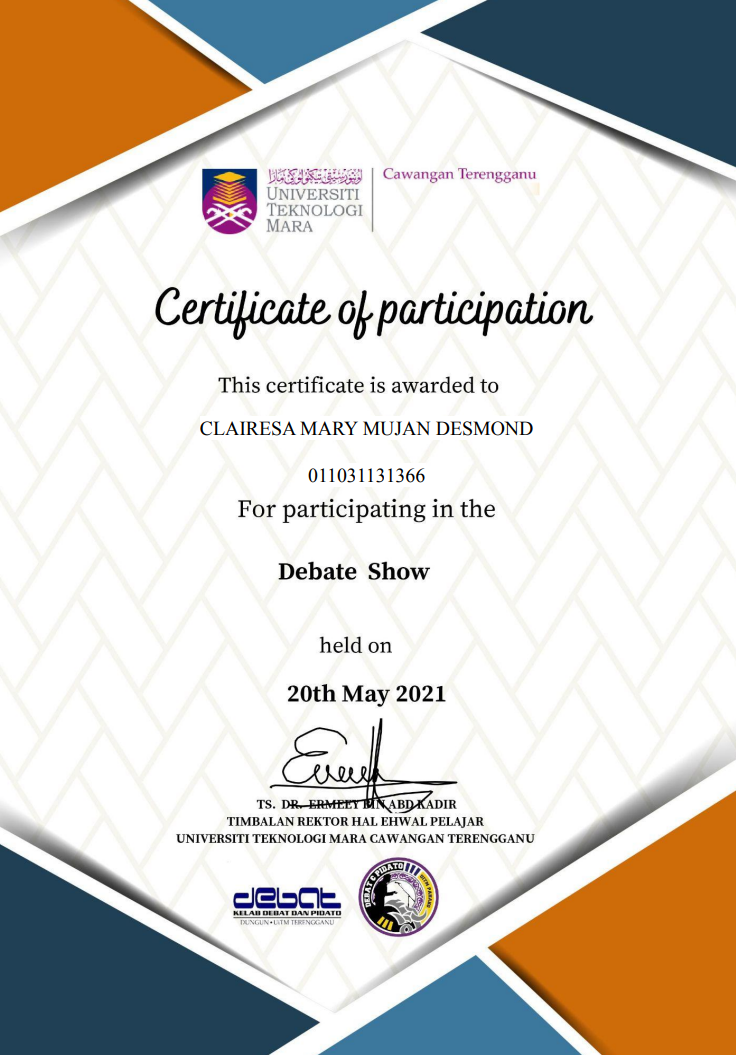 UNIVERSITI
TEKNOLOGI
MARA
Cawangan Terengganu
Certificate of participation
This certificate is awarded to
CLAIRESA MARY MUJAN DESMOND
011031131366
For participating in the
Debate Show
held on
20th May 2021
TS. DR. ERMEEY BIN ABD KADIR
TIMBALAN REKTOR HAL EHWAL PELAJAR
UNIVERSITI TEKNOLOGI MARA CAWANGAN TERENGGANU
debat
KELAB DEBAT DAN PIDATO
DUNGUN • UiTM TERENGGANU
DEBAT & PIDATO
UITM PAHANG